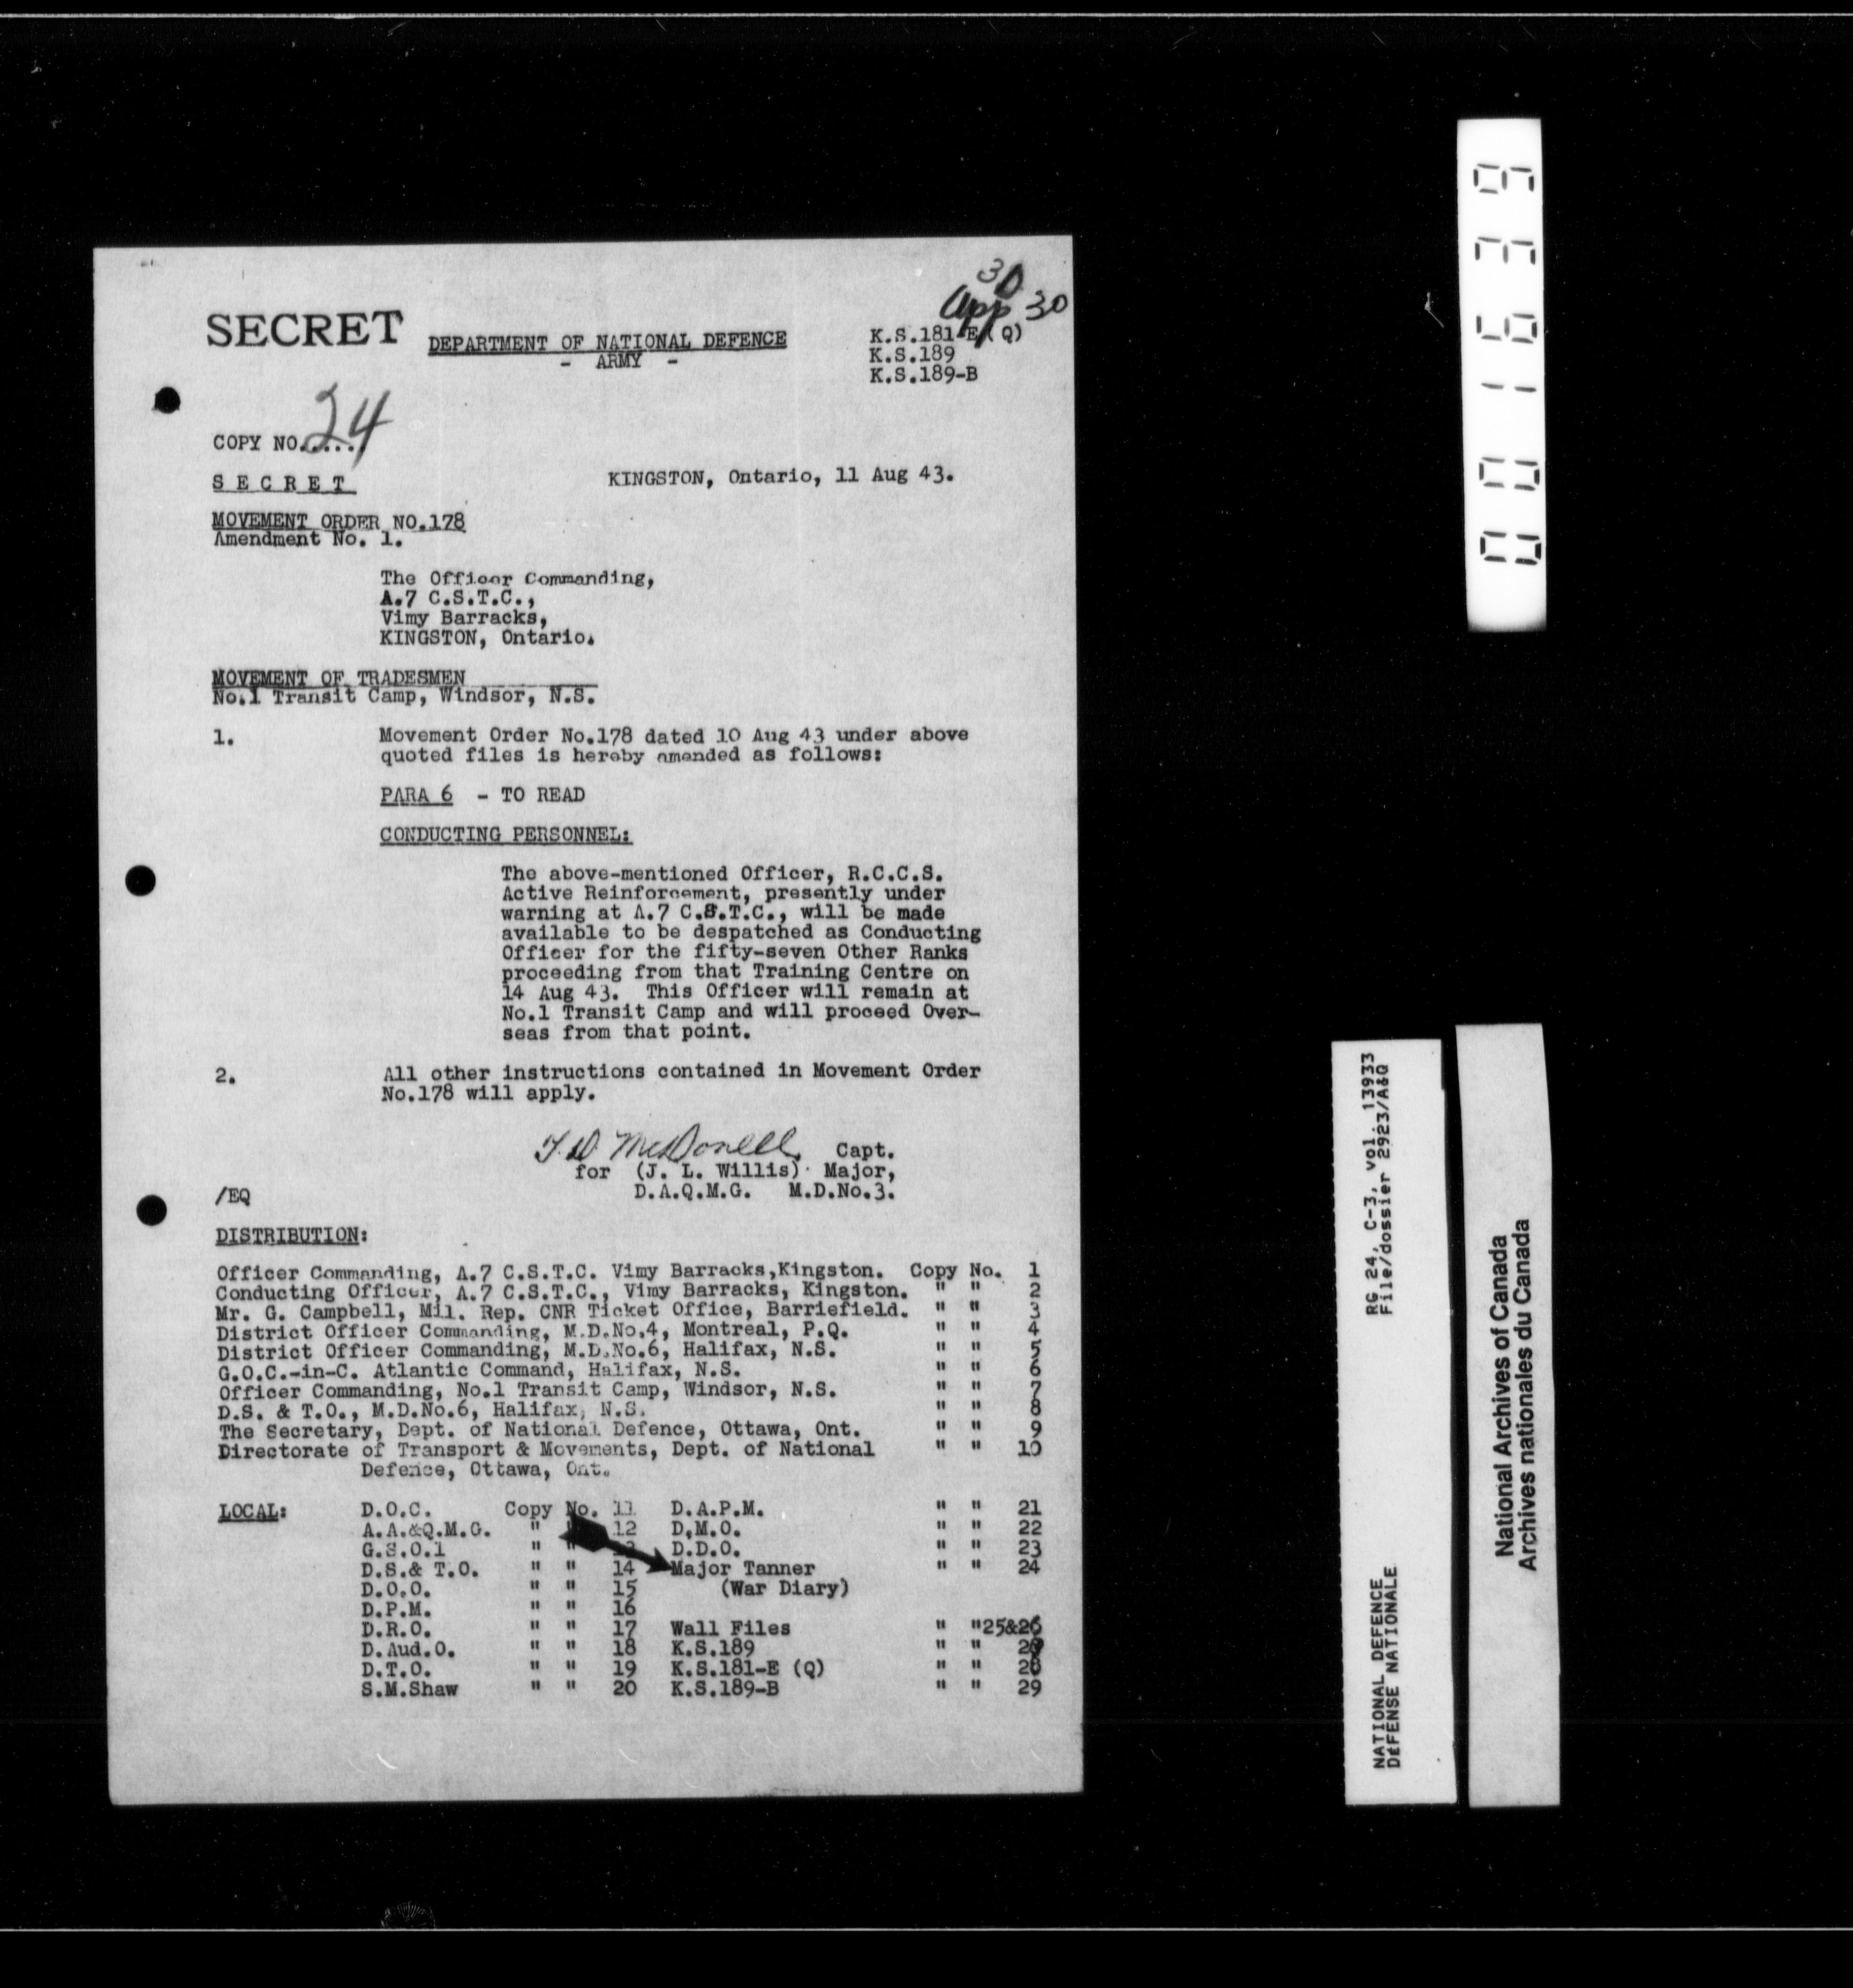 30
App 30
SECRET
DEPARTMENT OF NATIONAL DEFENCE
- ARMY -
K.S.181-E (Q)
K.S.189
K.S.189-B
COPY NO. 24
S E C R E T
KINGSTON, Ontario, 11 Aug 43.
MOVEMENT ORDER NO.178
Amendment No. 1.
The Officer Commanding,
A.7 C.S.T.C.,
Vimy Barracks,
KINGSTON, Ontario.
MOVEMENT OF TRADESMEN
No.1 Transit Camp, Windsor, N.S.
1. Movement Order No.178 dated 10 Aug 43 under above
quoted files is hereby amended as follows:
PARA 6 - TO READ
CONDUCTING PERSONNEL:
The above-mentioned Officer, R.C.C.S.
Active Reinforcement, presently under
warning at A.7 C.S.T.C., will be made
available to be despatched as Conducting
Officer for the fifty-seven Other Ranks
proceeding from that Training Centre on
14 Aug 43. This Officer will remain at
No.1 Transit Camp and will proceed Over-
seas from that point.
2. All other instructions contained in Movement Order
No.178 will apply.
McDonell Capt.
for (J. L. Willis) Major,
D.A.Q.M.G. M.D.No.3.
/EQ
DISTRIBUTION:
Officer Commanding, A.7 C.S.T.C. Vimy Barracks,Kingston. Copy No. 1
Conducting Officer, A.7 C.S.T.C., Vimy Barracks, Kingston. " " 2
Mr. G. Campbell, Mil. Rep. CNR Ticket Office, Barriefield. " " 3
District Officer Commanding, M.D.No.4, Montreal, P.Q. " " 4
District Officer Commanding, M.D.No.6, Halifax, N.S. " " 5
G.O.C.-in-C. Atlantic Command, Halifax, N.S. " " 6
Officer Commanding, No.1 Transit Camp, Windsor, N.S. " " 7
D.S. & T.O., M.D.No.6, Halifax, N.S. " " 8
The Secretary, Dept. of National Defence, Ottawa, Ont. " " 9
Directorate of Transport & Movements, Dept. of National " " 10
Defence, Ottawa, Ont.
LOCAL: D.O.C. Copy No. 11 D.A.P.M. " " 21
A.A.&Q.M.G. " " 12 D.M.O. " " 22
G.S.O.1 " " 13 D.D.O. " " 23
D.S.& T.O. " " 14 Major Tanner " " 24
D.O.O. " " 15 (War Diary)
D.P.M. " " 16
D.R.O. " " 17 Wall Files " "25&26
D.Aud.O. " " 18 K.S.189 " " 27
D.T.O. " " 19 K.S.181-E (Q) " " 28
S.M.Shaw " " 20 K.S.189-B " " 29
001639
RG 24, C-3, vol. 13933
File/dossier 2923/A&Q
NATIONAL DEFENCE
DÉFENSE NATIONALE
National Archives of Canada
Archives nationales du Canada